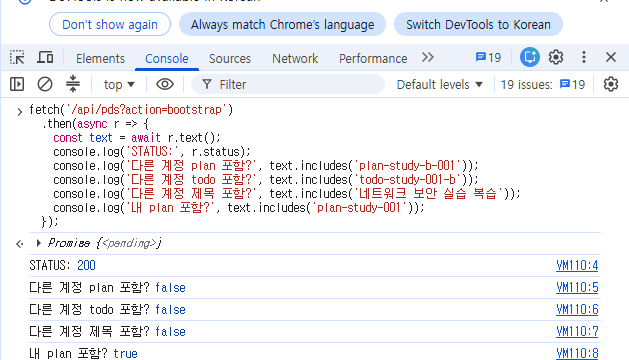 Don't show again Always match Chrome's language Switch DevTools to Korean
Elements Console Sources Network Performance 19
top Filter Default levels 19 issues: 19
fetch('/api/pds?action=bootstrap')
.then(async r => {
const text = await r.text();
console.log('STATUS:', r.status);
console.log('다른 계정 plan 포함?', text.includes('plan-study-b-001'));
console.log('다른 계정 todo 포함?', text.includes('todo-study-001-b'));
console.log('다른 계정 제목 포함?', text.includes('네트워크 보안 실습 복습'));
console.log('내 plan 포함?', text.includes('plan-study-001'));
});
Promise {<pending>}
STATUS: 200 VM110:4
다른 계정 plan 포함? false VM110:5
다른 계정 todo 포함? false VM110:6
다른 계정 제목 포함? false VM110:7
내 plan 포함? true VM110:8